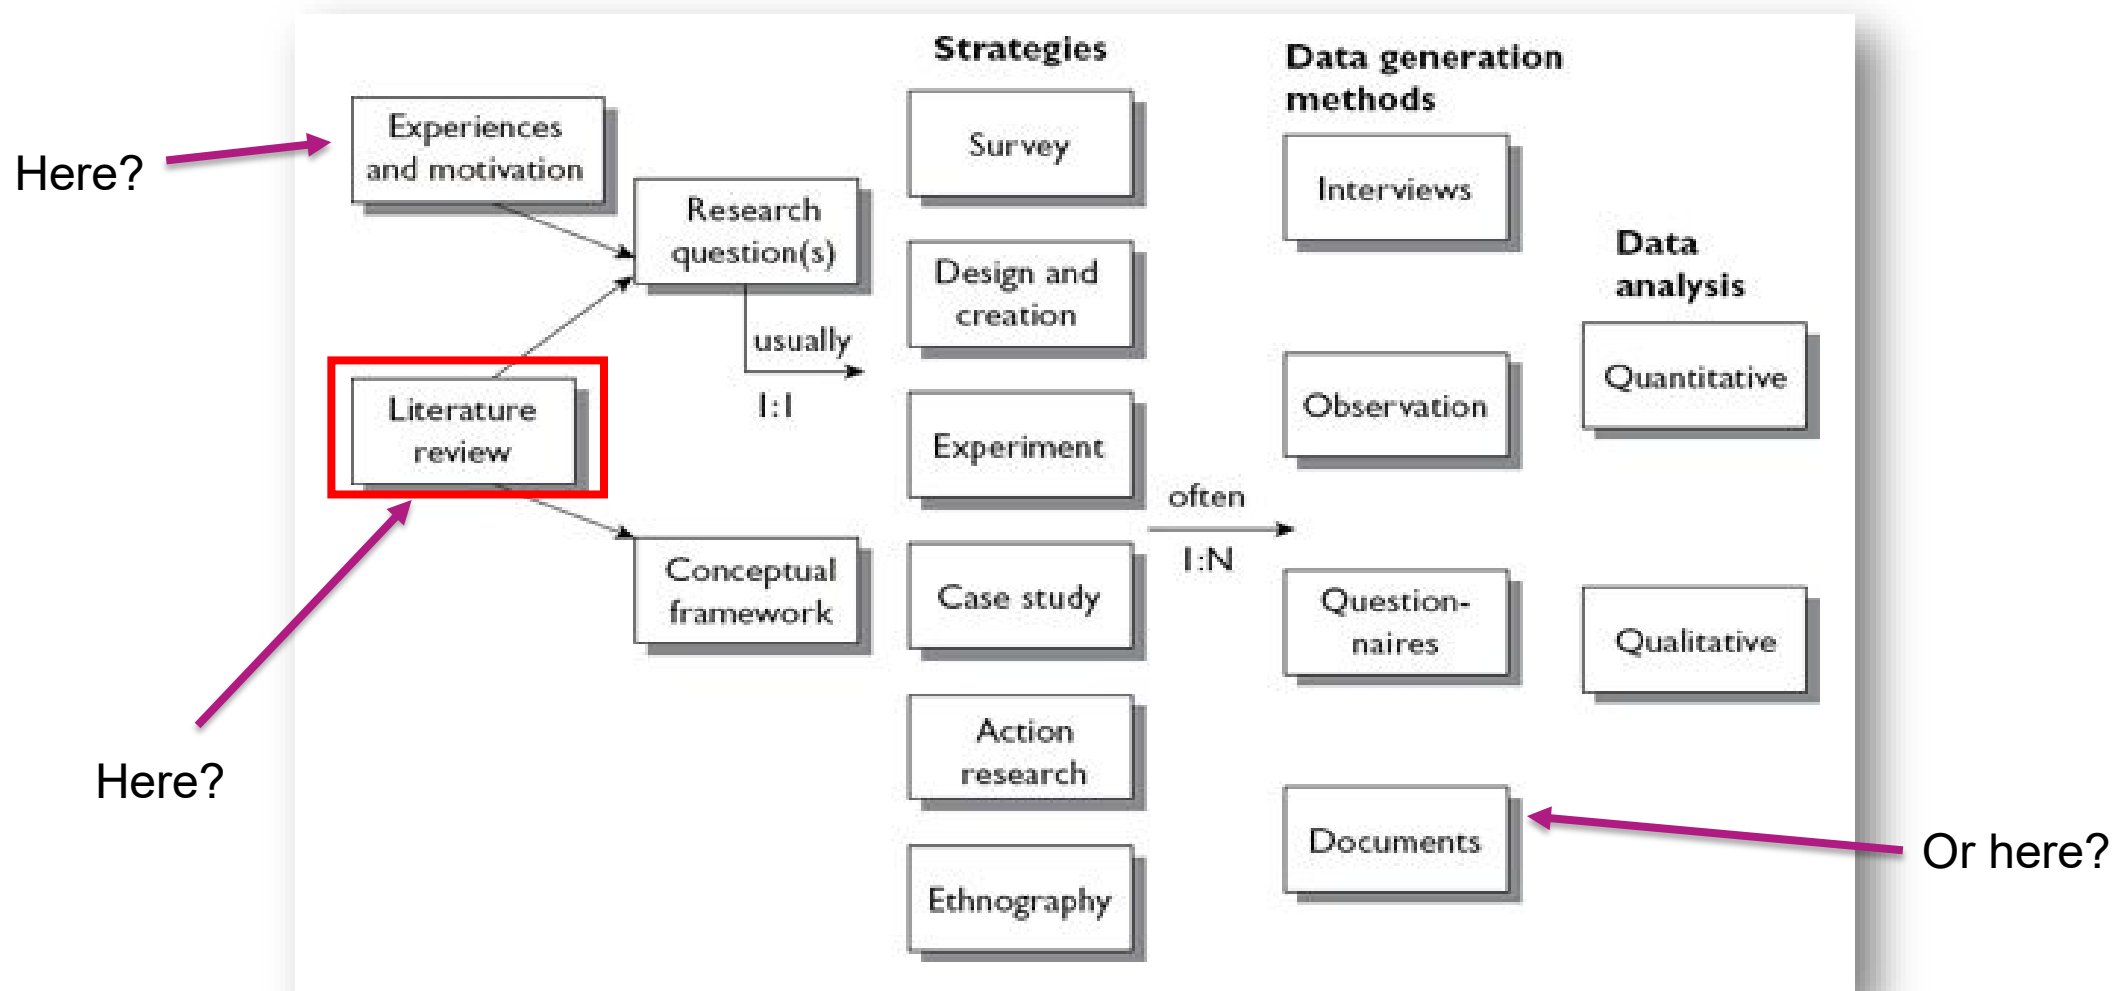 Here?
Experiences
and motivation
Literature
review
Here?
Research
question(s)
usually
1:1
Conceptual
framework
Strategies
Survey
Design and
creation
Experiment
Case study
Action
research
Ethnography
often
1:N
Data generation
methods
Interviews
Observation
Question-
naires
Documents
Data
analysis
Quantitative
Qualitative
Or here?